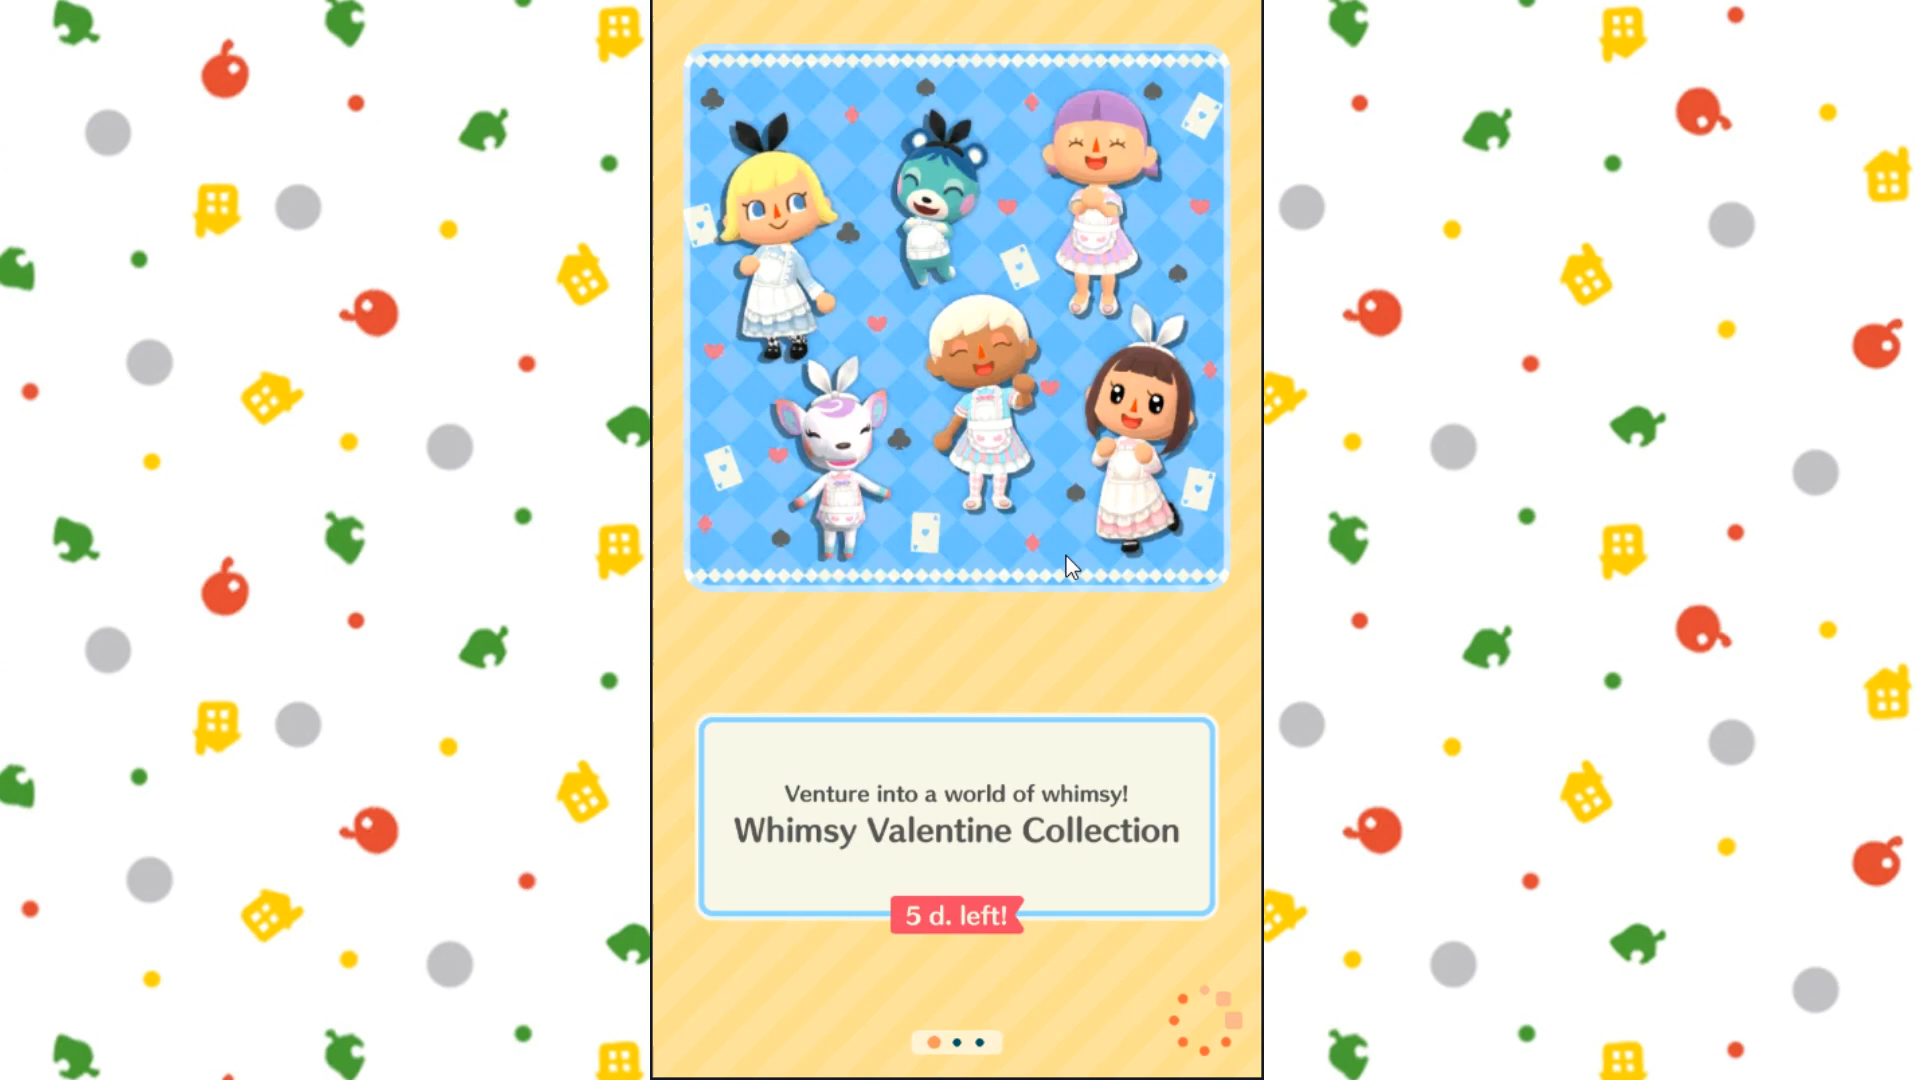 Venture into a world of whimsy!
Whimsy Valentine Collection
5 d. left!